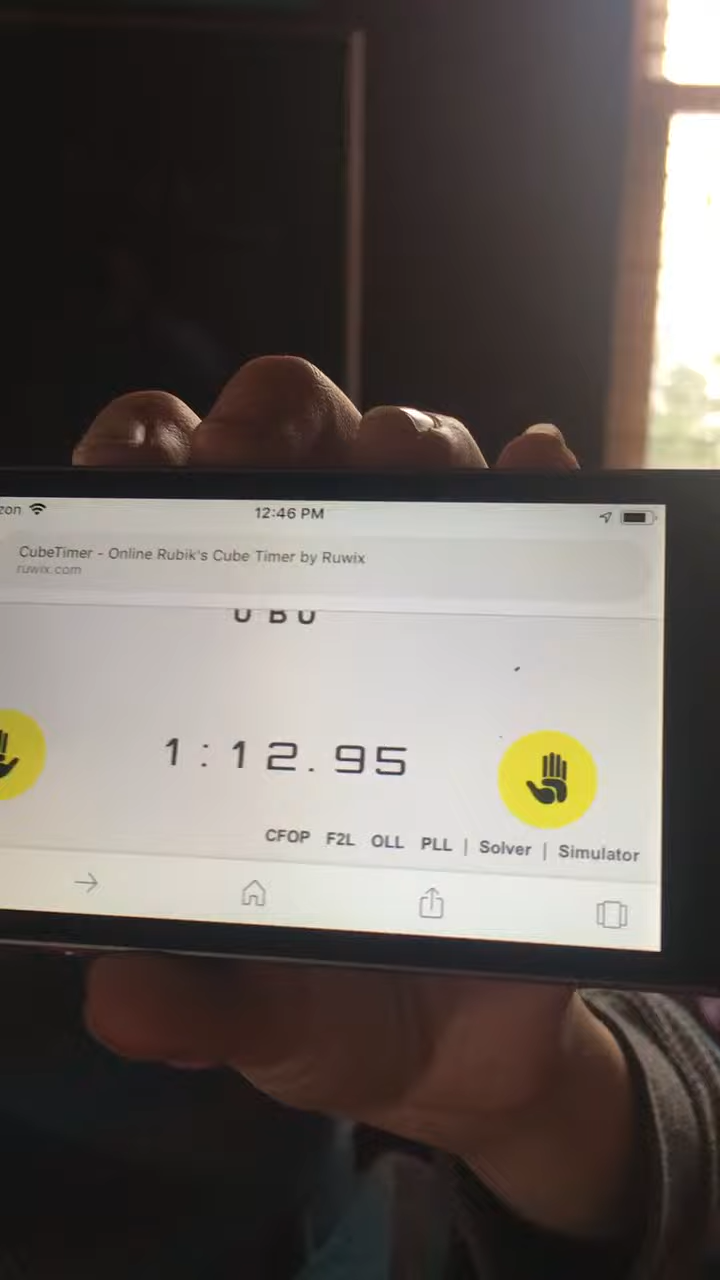 zon 12:46 PM
CubeTimer - Online Rubik's Cube Timer by Ruwix
ruwix.com
1:12.95
CFOP F2L OLL PLL | Solver | Simulator